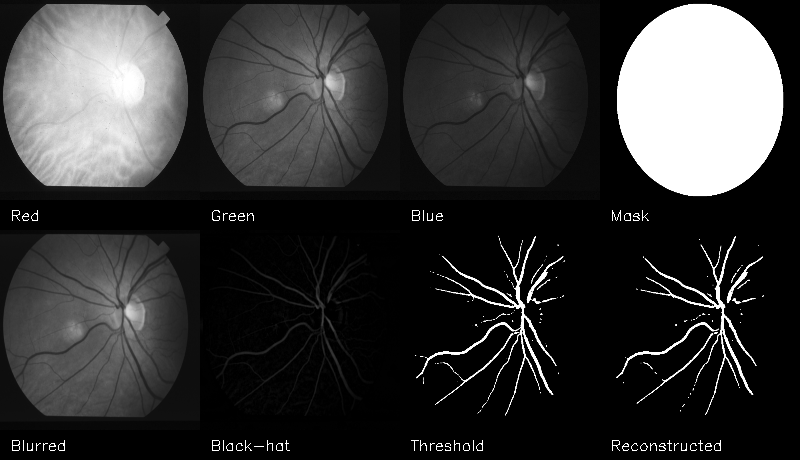 Red
Green
Blue
Mask
Blurred
Black-hat
Threshold
Reconstructed